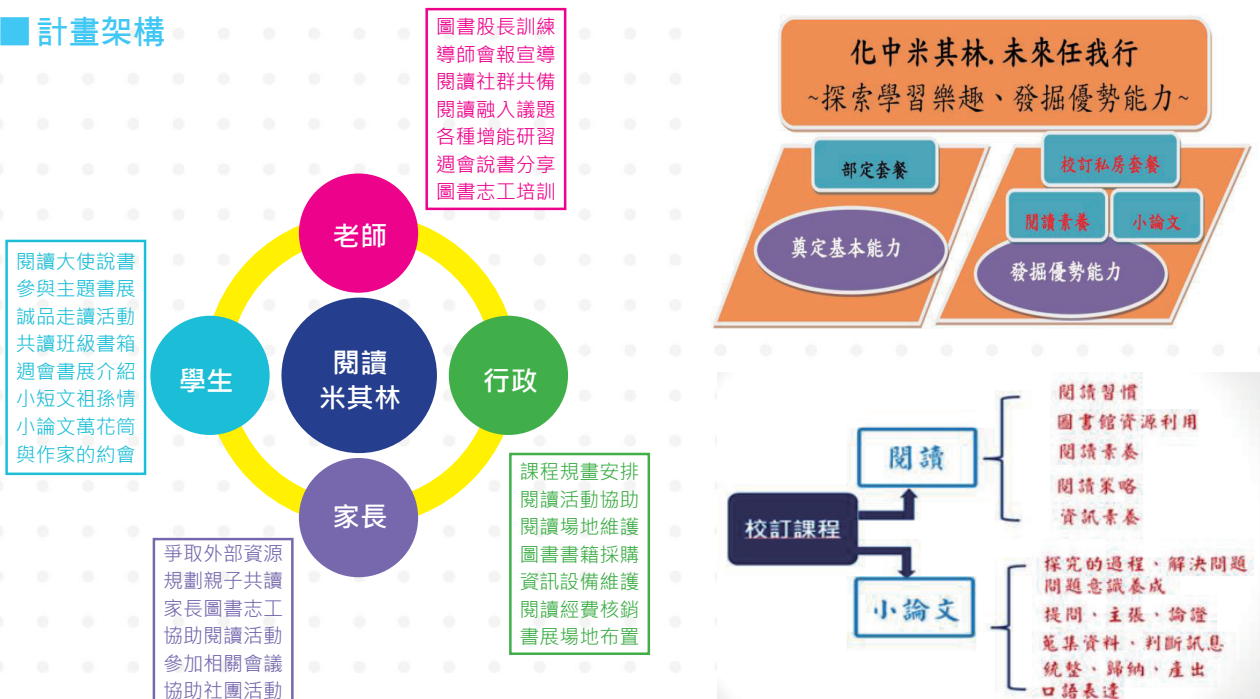 計畫架構
圖書股長訓練
導師會報宣導
閱讀社群共備
閱讀融入議題
各種增能研習
週會說書分享
圖書志工培訓
老師
閱讀大使說書
參與主題書展
誠品走讀活動
共讀班級書箱
週會書展介紹
小短文祖孫情
小論文萬花筒
與作家的約會
學生
閱讀
米其林
行政
家長
課程規畫安排
閱讀活動協助
閱讀場地維護
圖書書籍採購
資訊設備維護
閱讀經費核銷
書展場地布置
爭取外部資源
規劃親子共讀
家長圖書志工
協助閱讀活動
參加相關會議
協助社團活動
化中米其林.未來任我行
~探索學習樂趣、發掘優勢能力~
部定套餐
奠定基本能力
校訂私房套餐
閱讀素養
小論文
發掘優勢能力
校訂課程
閱讀
閱讀習慣
圖書館資源利用
閱讀素養
閱讀策略
資訊素養
小論文
探究的過程、解決問題
問題意識養成
提問、主張、論證
蒐集資料、判斷訊息
統整、歸納、產出
口語表達